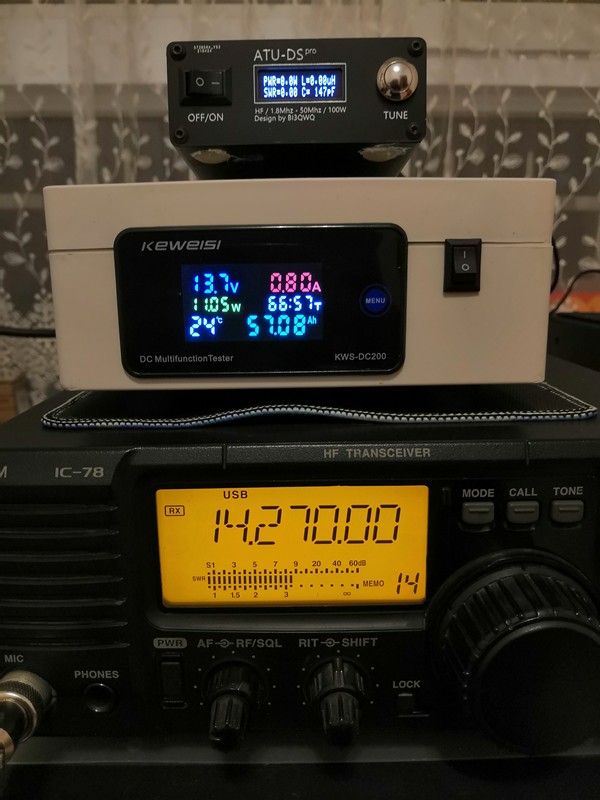 ATU-DS pro
PWR=0.0W L=0.00uH
SWR=0.00 C= 147pF
OFF/ON
TUNE
HF / 1.8Mhz - 50Mhz / 100W
Design by BI3QWQ
KEWEISI
13.7V 0.80A
11.05W 66:57T
24°C 57.08Ah
MENU
DC MultifunctionTester
KWS-DC200
HF TRANSCEIVER
M IC-78
MODE CALL TONE
USB
RX
14.270.00
S1 3 5 7 9 20 40 60dB
SWR
MEMO 14
1 1.5 2 3 ∞
PWR
AF RF/SQL
RIT SHIFT
LOCK
MIC
PHONES